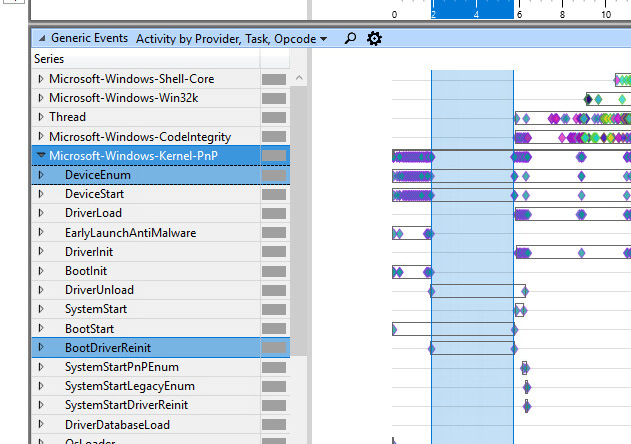 0 2 4 6 8 10
Generic Events Activity by Provider, Task, Opcode
Series
Microsoft-Windows-Shell-Core
Microsoft-Windows-Win32k
Thread
Microsoft-Windows-CodeIntegrity
Microsoft-Windows-Kernel-PnP
DeviceEnum
DeviceStart
DriverLoad
EarlyLaunchAntiMalware
DriverInit
BootInit
DriverUnload
SystemStart
BootStart
BootDriverReinit
SystemStartPnPEnum
SystemStartLegacyEnum
SystemStartDriverReinit
DriverDatabaseLoad
OsLoader